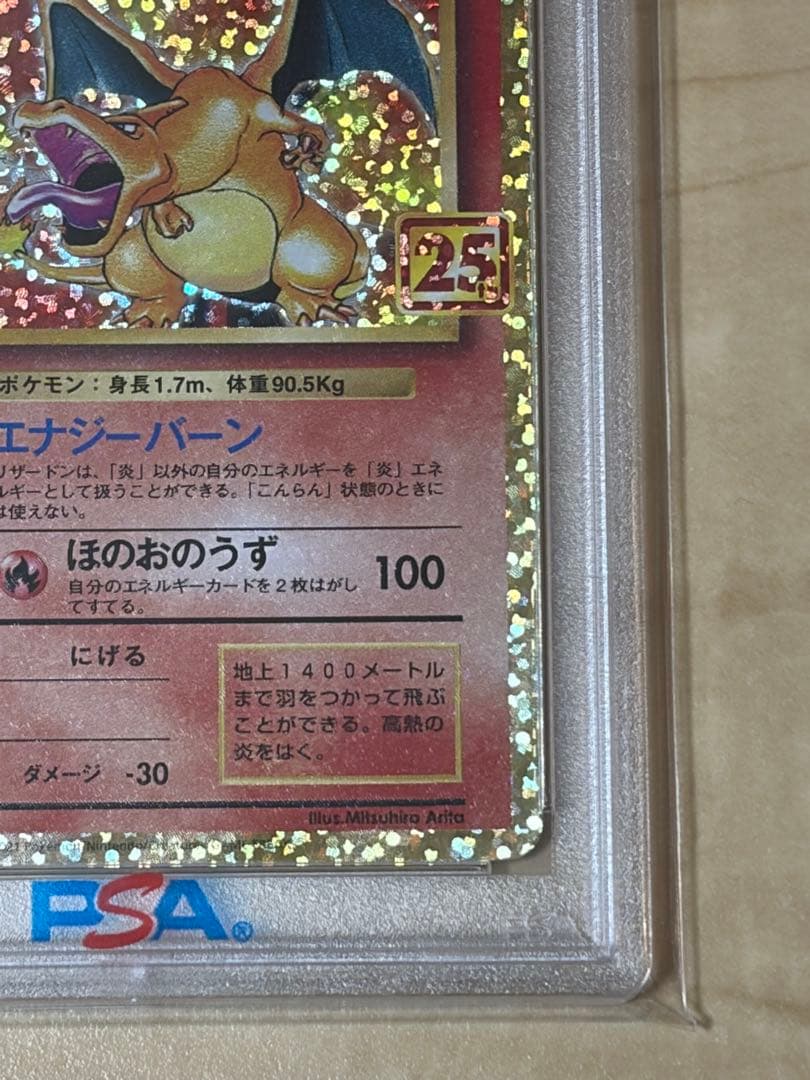 25
ポケモン：身長1.7m、体重90.5Kg
エナジーバーン
リザードンは、「炎」以外の自分のエネルギーを「炎」エネ
ルギーとして扱うことができる。「こんらん」状態のときに
は使えない。
ほのおのうず 100
自分のエネルギーカードを2枚はがし
てすてる。
にげる
地上1400メートル
まで羽をつかって飛ぶ
ことができる。高熱の
炎をはく。
ダメージ -30
Illus.Mitsuhiro Arita
PSA®